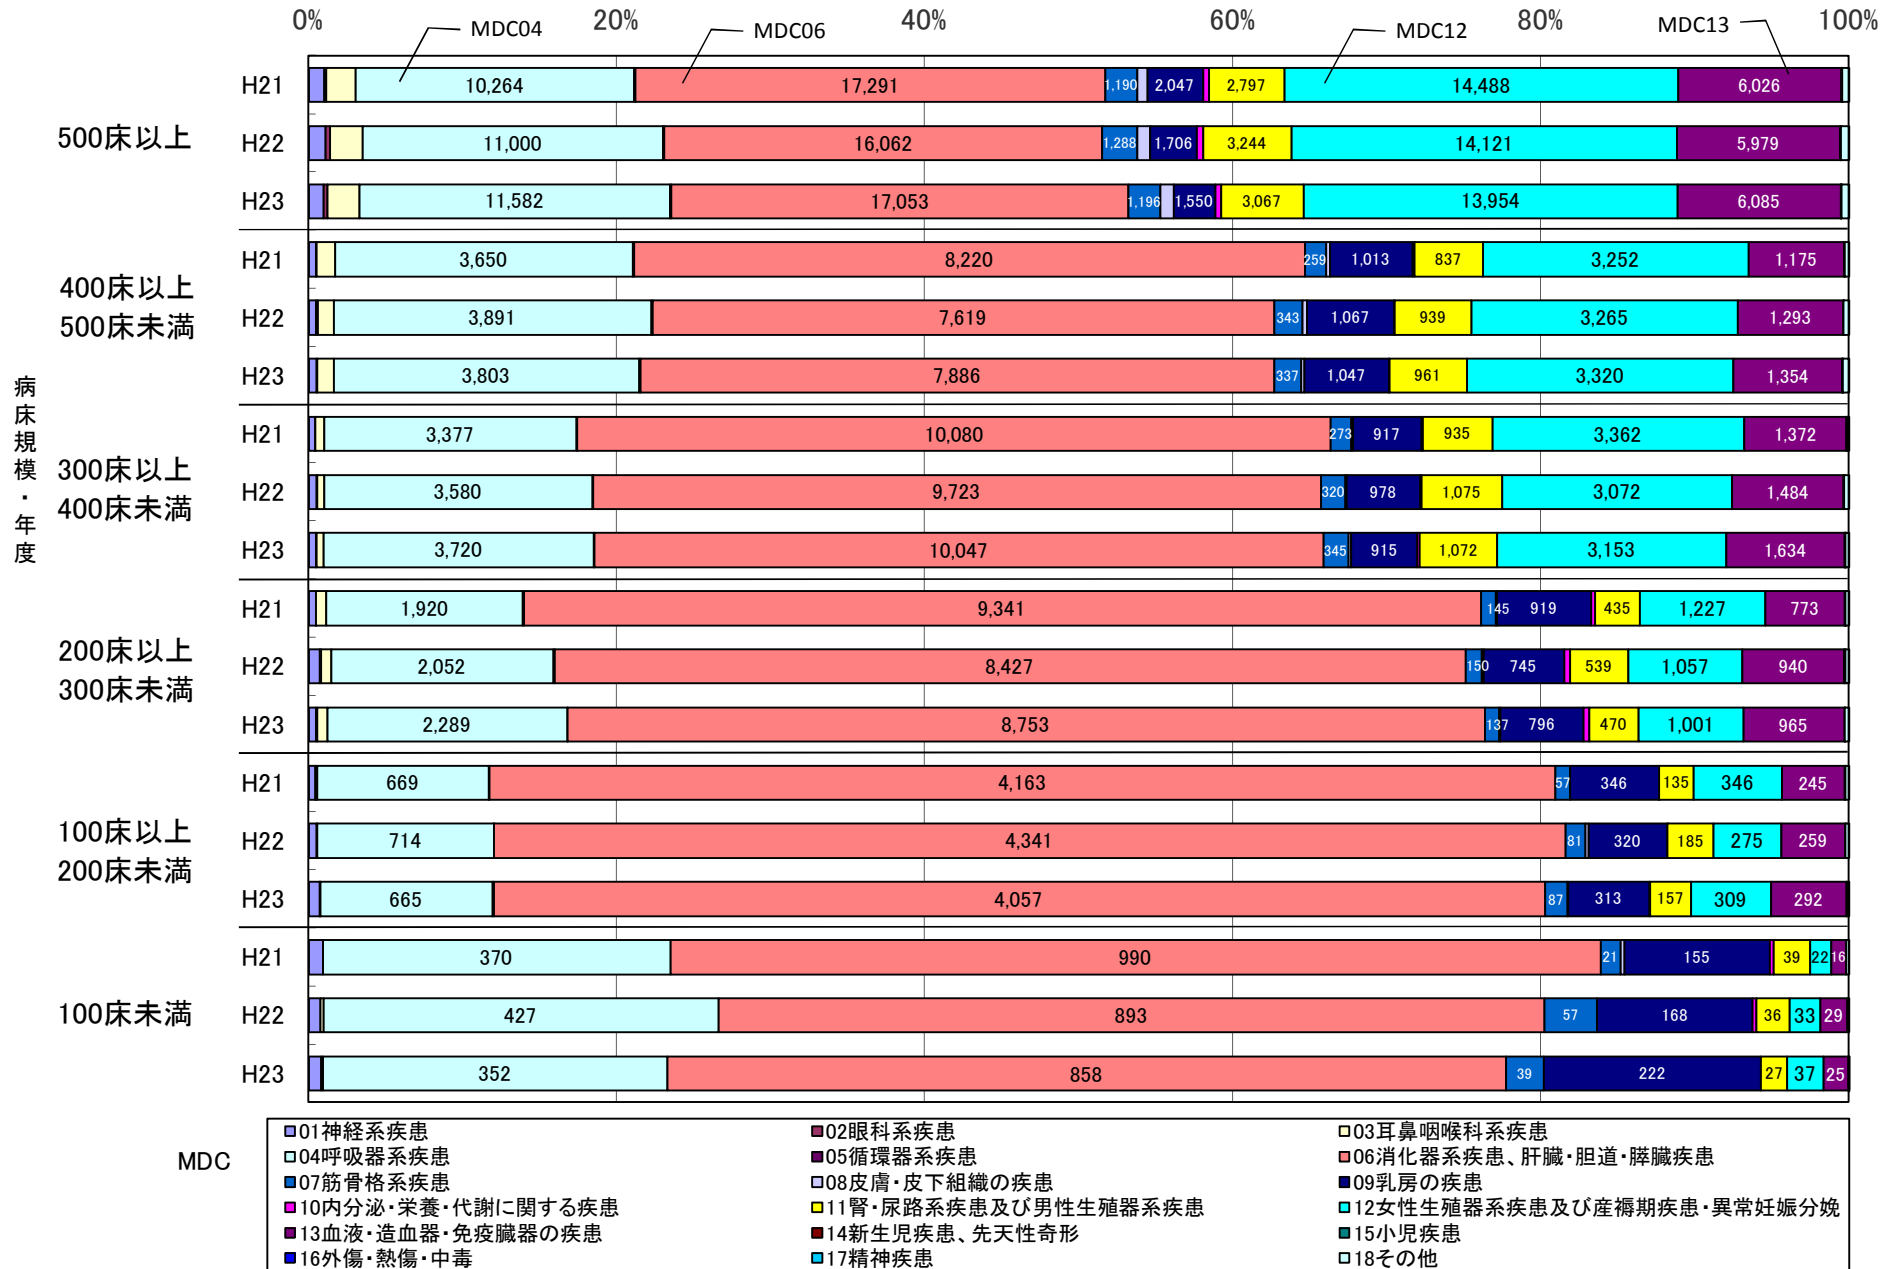 0% 20% 40% 60% 80% 100%
MDC04 MDC06 MDC12 MDC13
病床規模・年度
500床以上
H21 10,264 17,291 1,190 2,047 2,797 14,488 6,026
H22 11,000 16,062 1,288 1,706 3,244 14,121 5,979
H23 11,582 17,053 1,196 1,550 3,067 13,954 6,085
400床以上
500床未満
H21 3,650 8,220 259 1,013 837 3,252 1,175
H22 3,891 7,619 343 1,067 939 3,265 1,293
H23 3,803 7,886 337 1,047 961 3,320 1,354
300床以上
400床未満
H21 3,377 10,080 273 917 935 3,362 1,372
H22 3,580 9,723 320 978 1,075 3,072 1,484
H23 3,720 10,047 345 915 1,072 3,153 1,634
200床以上
300床未満
H21 1,920 9,341 145 919 435 1,227 773
H22 2,052 8,427 150 745 539 1,057 940
H23 2,289 8,753 137 796 470 1,001 965
100床以上
200床未満
H21 669 4,163 57 346 135 346 245
H22 714 4,341 81 320 185 275 259
H23 665 4,057 87 313 157 309 292
100床未満
H21 370 990 21 155 39 22 16
H22 427 893 57 168 36 33 29
H23 352 858 39 222 27 37 25
MDC
01神経系疾患 02眼科系疾患 03耳鼻咽喉科系疾患
04呼吸器系疾患 05循環器系疾患 06消化器系疾患、肝臓・胆道・膵臓疾患
07筋骨格系疾患 08皮膚・皮下組織の疾患 09乳房の疾患
10内分泌・栄養・代謝に関する疾患 11腎・尿路系疾患及び男性生殖器系疾患 12女性生殖器系疾患及び産褥期疾患・異常妊娠分娩
13血液・造血器・免疫臓器の疾患 14新生児疾患、先天性奇形 15小児疾患
16外傷・熱傷・中毒 17精神疾患 18その他